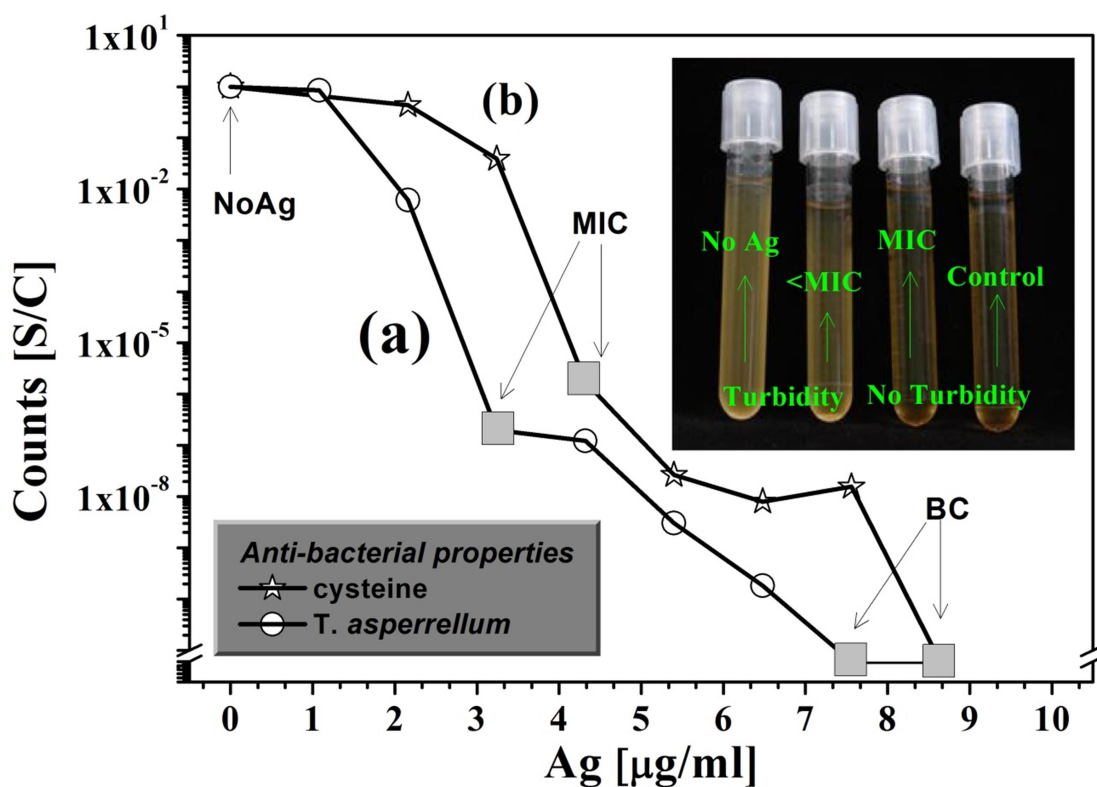 Counts [S/C]
1x10¹
1x10⁻²
1x10⁻⁵
1x10⁻⁸
NoAg
(a)
(b)
MIC
BC
No Ag
<MIC
MIC
Control
Turbidity
No Turbidity
Anti-bacterial properties
cysteine
T. asperrellum
0 1 2 3 4 5 6 7 8 9 10
Ag [μg/ml]